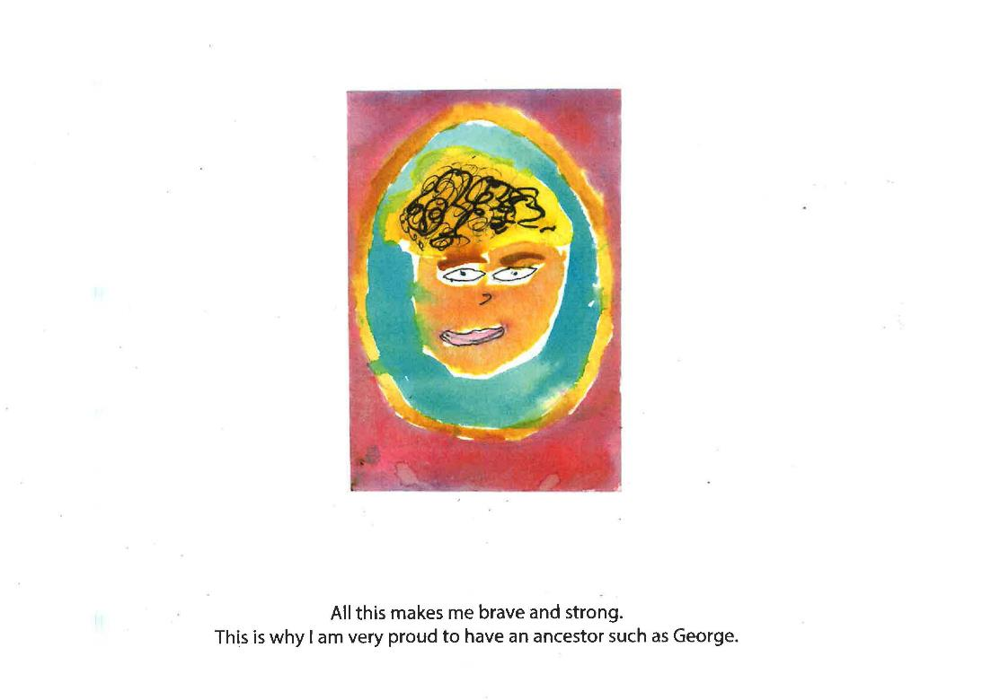 All this makes me brave and strong.
This is why I am very proud to have an ancestor such as George.